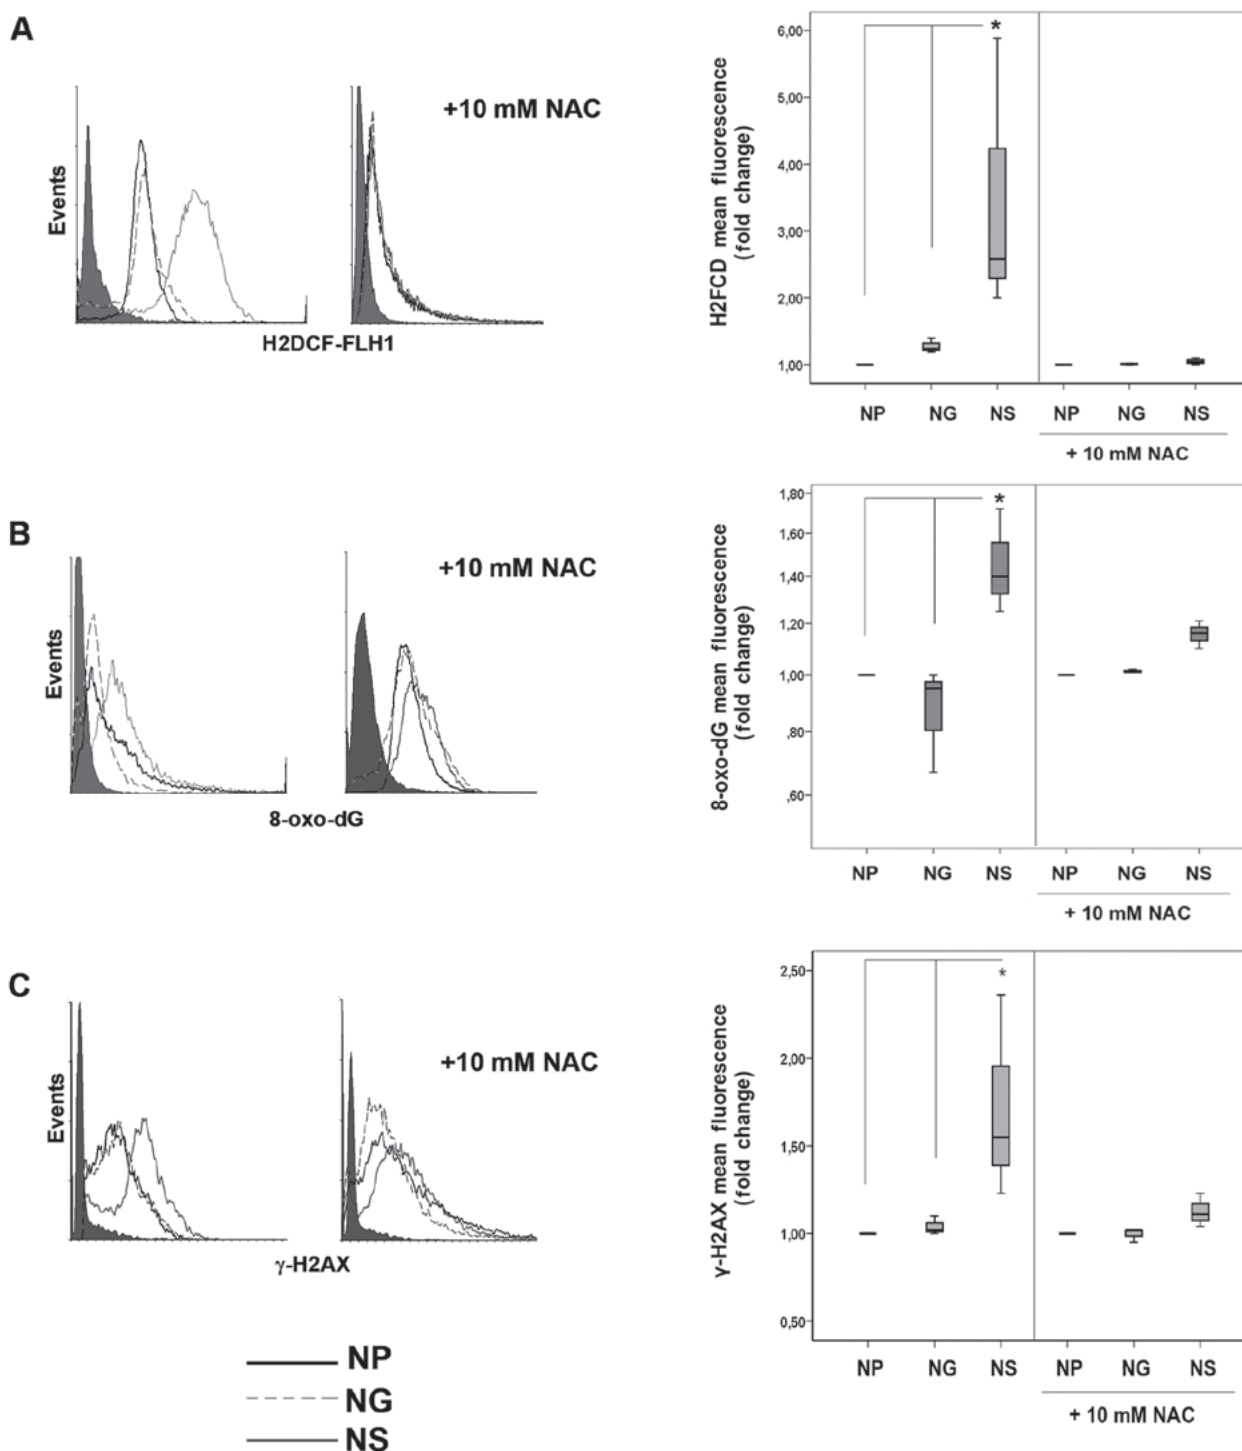 A
+10 mM NAC
Events
H2DCF-FLH1
H2FCD mean fluorescence
(fold change)
6,00
5,00
4,00
3,00
2,00
1,00
*
NP NG NS NP NG NS
+ 10 mM NAC
B
+10 mM NAC
Events
8-oxo-dG
8-oxo-dG mean fluorescence
(fold change)
1,80
1,60
1,40
1,20
1,00
,80
,60
*
NP NG NS NP NG NS
+ 10 mM NAC
C
+10 mM NAC
Events
γ-H2AX
γ-H2AX mean fluorescence
(fold change)
2,50
2,00
1,50
1,00
0,50
*
NP NG NS NP NG NS
+ 10 mM NAC
NP
NG
NS